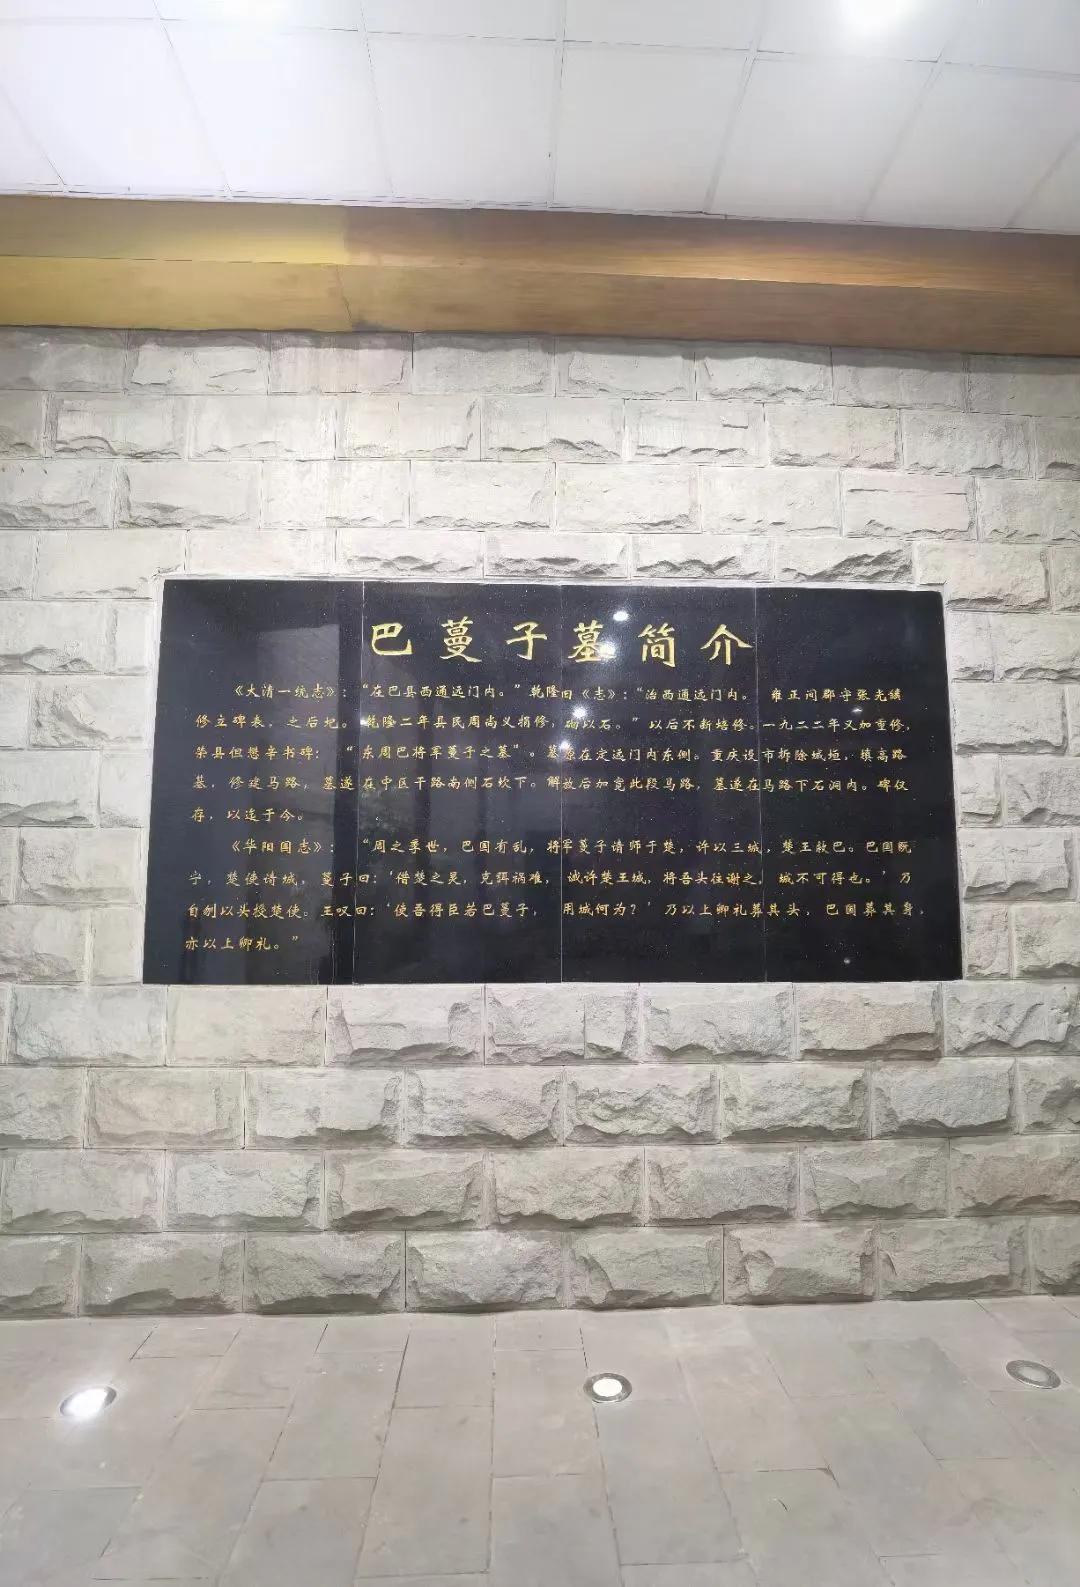 巴蔓子墓简介
《大清一统志》：“在巴县西通远门内。”乾隆旧《志》：“治西通远门内。 雍正间郡守张光鏻
修立碑表，之后圮。 乾隆二年县民周尚义捐修，砌以石。”以后不断培修。一九二二年又加重修，
荣县但懋辛书碑：“东周巴将军蔓子之墓”。墓原在定远门内东侧。重庆设市拆除城垣，填高路
基，修建马路，墓遂在中区干路南侧石坎下。解放后加宽此段马路，墓遂在马路下石洞内。碑仅
存，以迄于今。
《华阳国志》：“周之季世，巴国有乱，将军蔓子请师于楚，许以三城，楚王救巴。巴国既
宁，楚使请城，蔓子曰：‘借楚之灵，克弭祸难，诚许楚王城，将吾头往谢之，城不可得也。’乃
自刎以头授楚使。王叹曰：‘使吾得臣若巴蔓子，用城何为？’乃以上卿礼葬其头，巴国葬其身，
亦以上卿礼。”